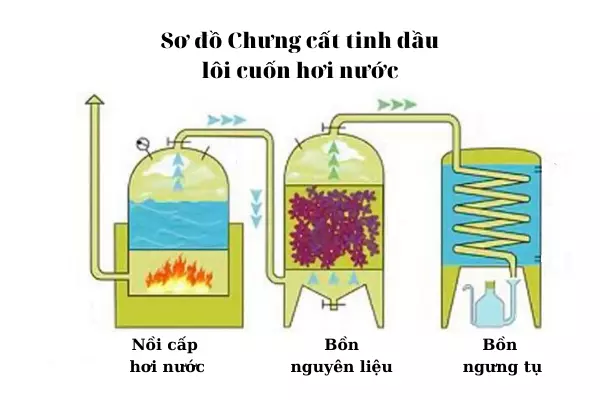 Sơ đồ Chưng cất tinh dầu
lôi cuốn hơi nước
Nồi cấp
hơi nước
Bồn
nguyên liệu
Bồn
ngưng tụ